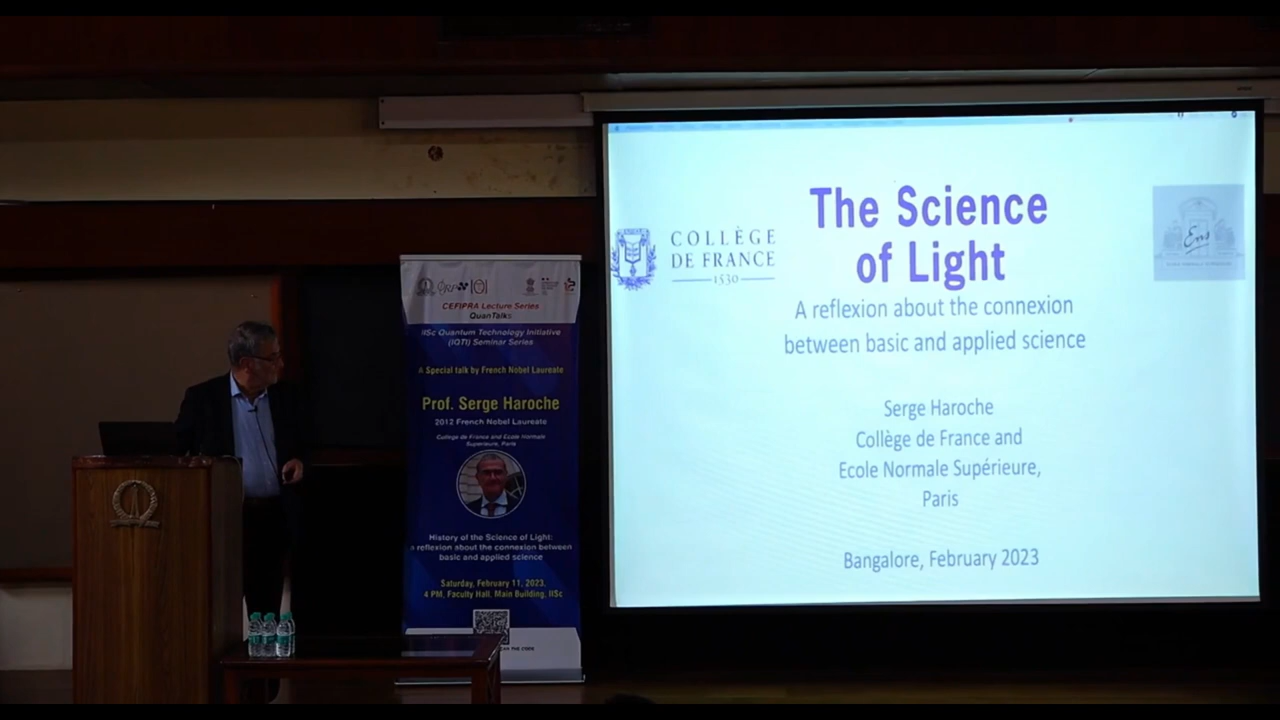 CEFIPRA Lecture Series
QuanTalks
IISc Quantum Technology Initiative
(IQTI) Seminar Series
A Special talk by French Nobel Laureate
Prof. Serge Haroche
2012 French Nobel Laureate
College de France and Ecole Normale
Superieure, Paris
History of the Science of Light:
a reflexion about the connexion between
basic and applied science
Saturday, February 11, 2023,
4 PM, Faculty Hall, Main Building, IISc
The Science
of Light
COLLÈGE
DE FRANCE
1530
Ens
A reflexion about the connexion
between basic and applied science
Serge Haroche
Collège de France and
Ecole Normale Supérieure,
Paris
Bangalore, February 2023